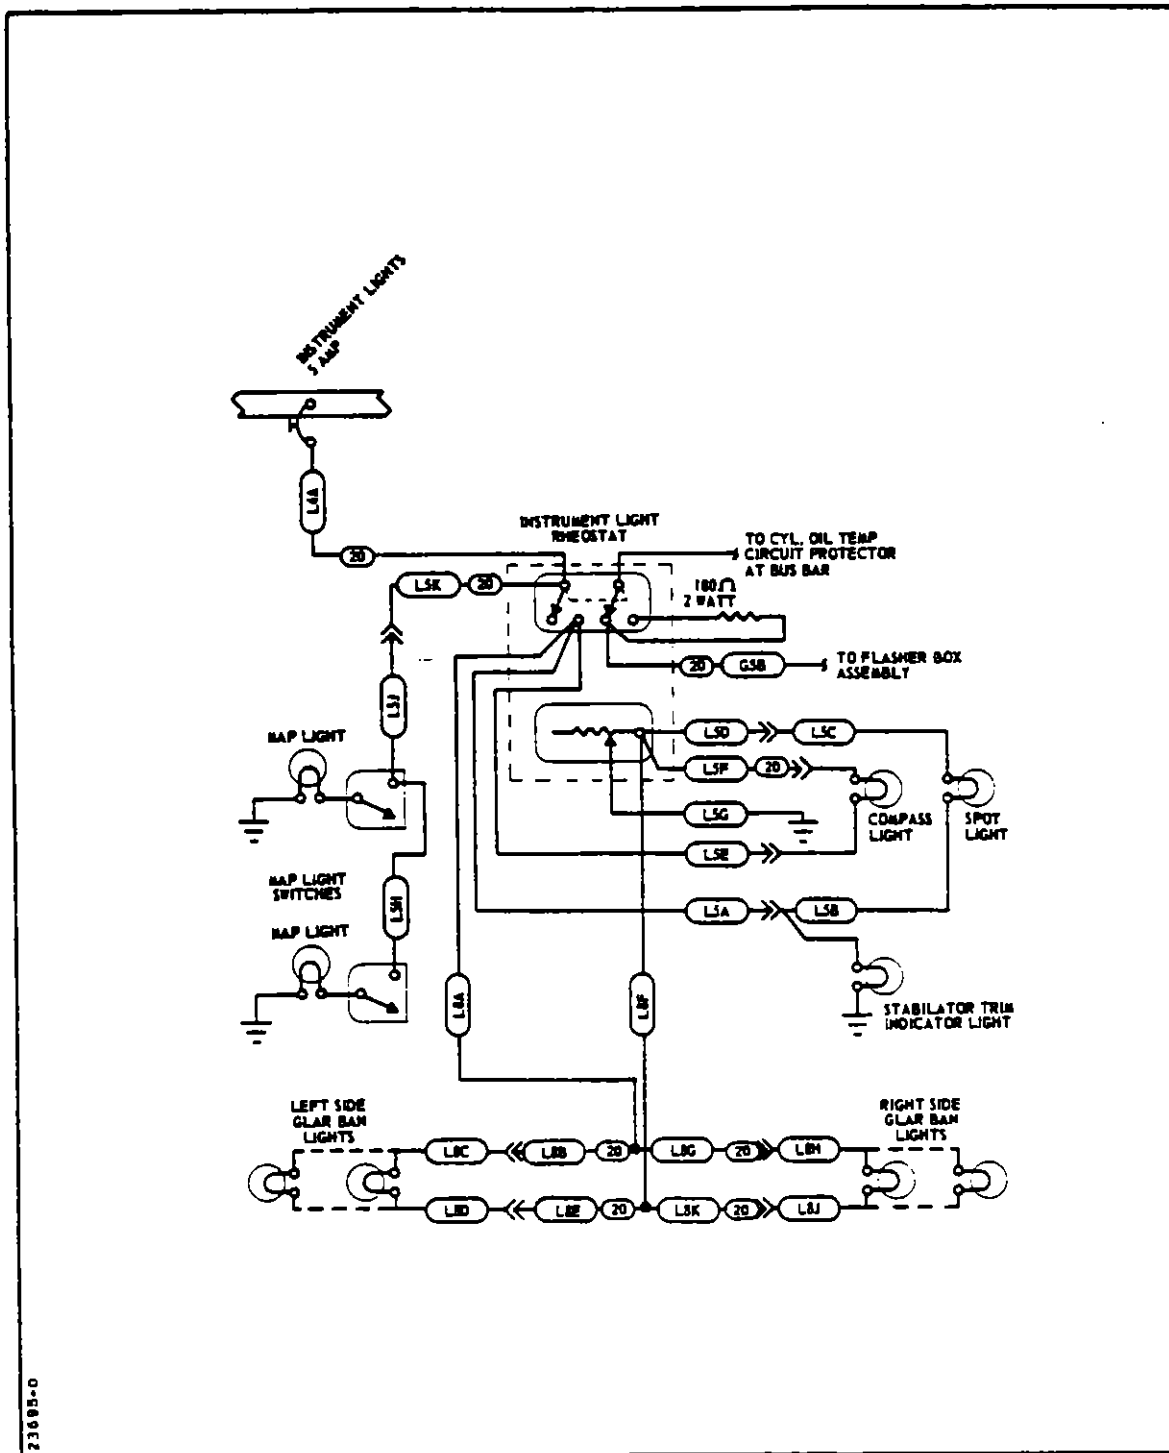 INSTRUMENT LIGHTS
5 AMP
L4A
20
INSTRUMENT LIGHT
RHEOSTAT
TO CYL. OIL TEMP
CIRCUIT PROTECTOR
AT BUS BAR
L5K
20
180Ω
2 WATT
20
G5B
TO FLASHER BOX
ASSEMBLY
L5J
MAP LIGHT
L5D
L5C
L5F
20
L5G
COMPASS
LIGHT
SPOT
LIGHT
L5E
MAP LIGHT
SWITCHES
L5H
L5A
L5B
MAP LIGHT
L8A
L8F
STABILATOR TRIM
INDICATOR LIGHT
LEFT SIDE
GLAR BAN
LIGHTS
RIGHT SIDE
GLAR BAN
LIGHTS
L8C
L8B
20
L8G
20
L8H
L8D
L8E
20
L8K
20
L8J
23695-D